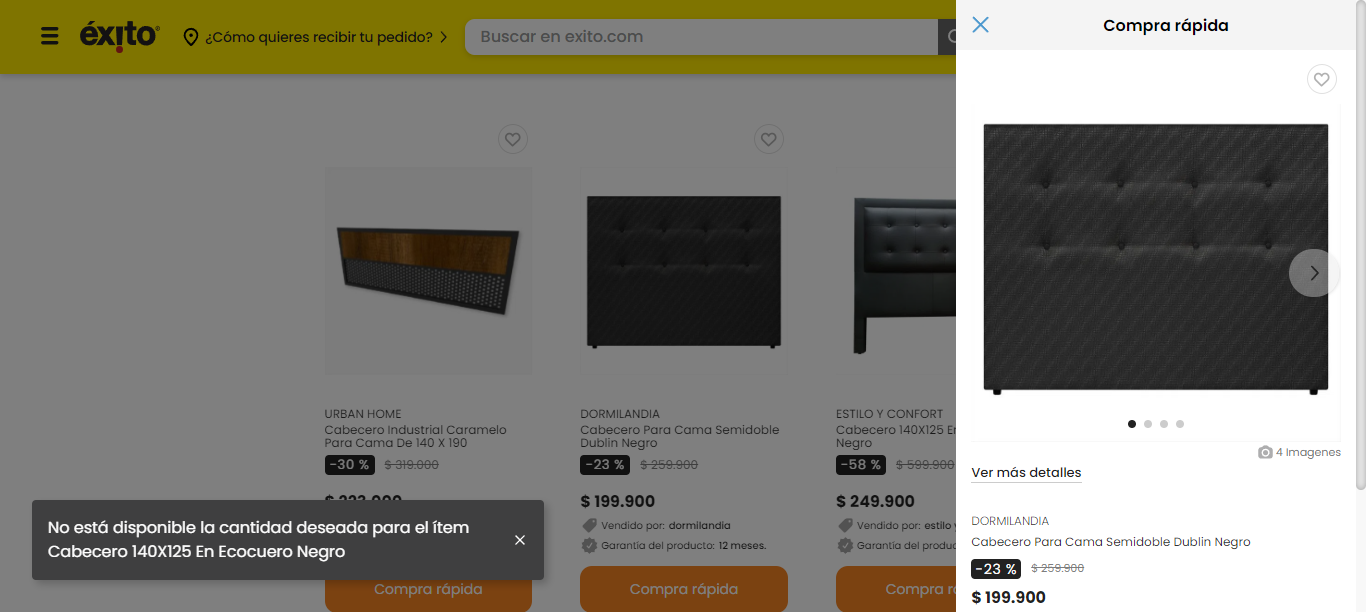 éxito
¿Cómo quieres recibir tu pedido?
Buscar en exito.com
URBAN HOME
Cabecero Industrial Caramelo
Para Cama De 140 X 190
-30 %
$ 319.000
$ 223.000
DORMILANDIA
Cabecero Para Cama Semidoble
Dublin Negro
-23 %
$ 259.900
$ 199.900
Vendido por: dormilandia
Garantía del producto: 12 meses.
ESTILO Y CONFORT
Cabecero 140X125 En
Negro
-58 %
$ 599.900
$ 249.900
Vendido por: estilo
Garantía del
Compra rápida
Compra rápida
Compra
No está disponible la cantidad deseada para el ítem
Cabecero 140X125 En Ecocuero Negro
Compra rápida
4 Imagenes
Ver más detalles
DORMILANDIA
Cabecero Para Cama Semidoble Dublin Negro
-23 %
$ 259.900
$ 199.900